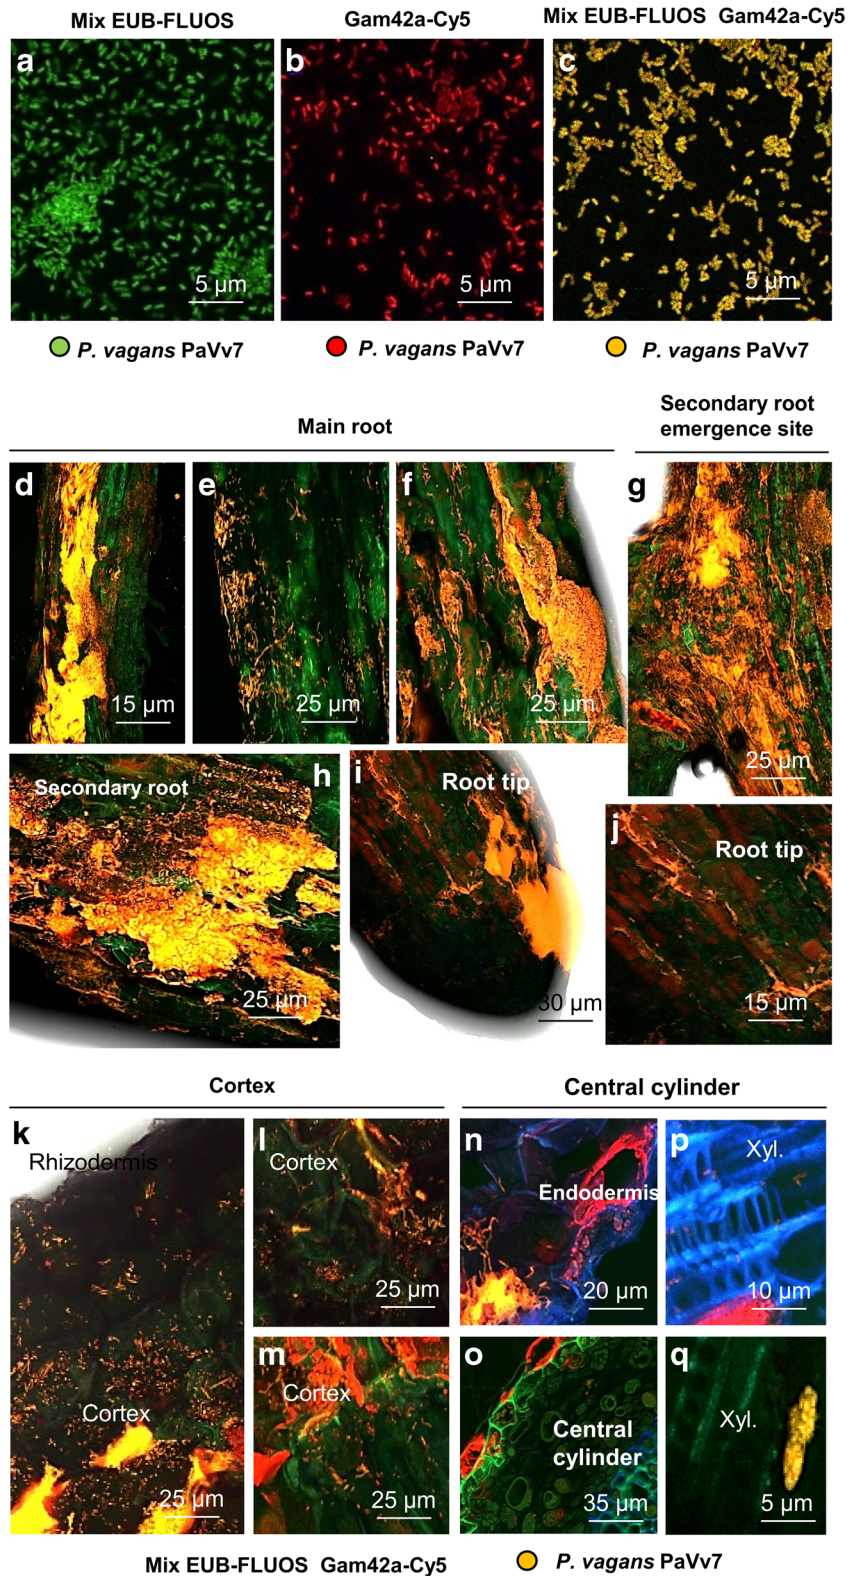 Mix EUB-FLUOS
Gam42a-Cy5
Mix EUB-FLUOS Gam42a-Cy5
a
b
c
5 µm
5 µm
5 µm
P. vagans PaVv7
P. vagans PaVv7
P. vagans PaVv7
Main root
Secondary root
emergence site
d
e
f
g
15 µm
25 µm
25 µm
25 µm
h
Secondary root
25 µm
i
Root tip
30 µm
j
Root tip
15 µm
Cortex
Central cylinder
k
Rhizodermis
Cortex
25 µm
l
Cortex
25 µm
n
Endodermis
20 µm
p
Xyl.
10 µm
m
Cortex
25 µm
o
Central
cylinder
35 µm
q
Xyl.
5 µm
Mix EUB-FLUOS Gam42a-Cy5
P. vagans PaVv7